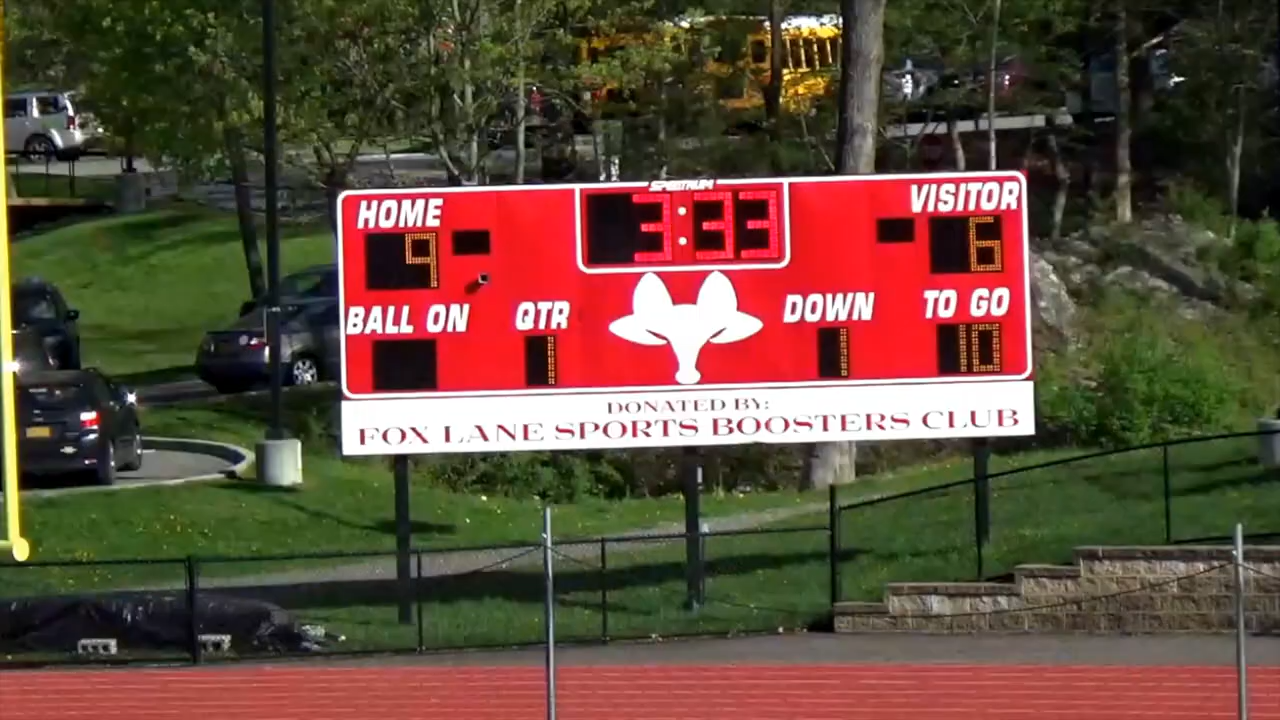 SPECTRUM
HOME 3:33 VISITOR
9 6
BALL ON QTR DOWN TO GO
1 1 10
DONATED BY:
FOX LANE SPORTS BOOSTERS CLUB